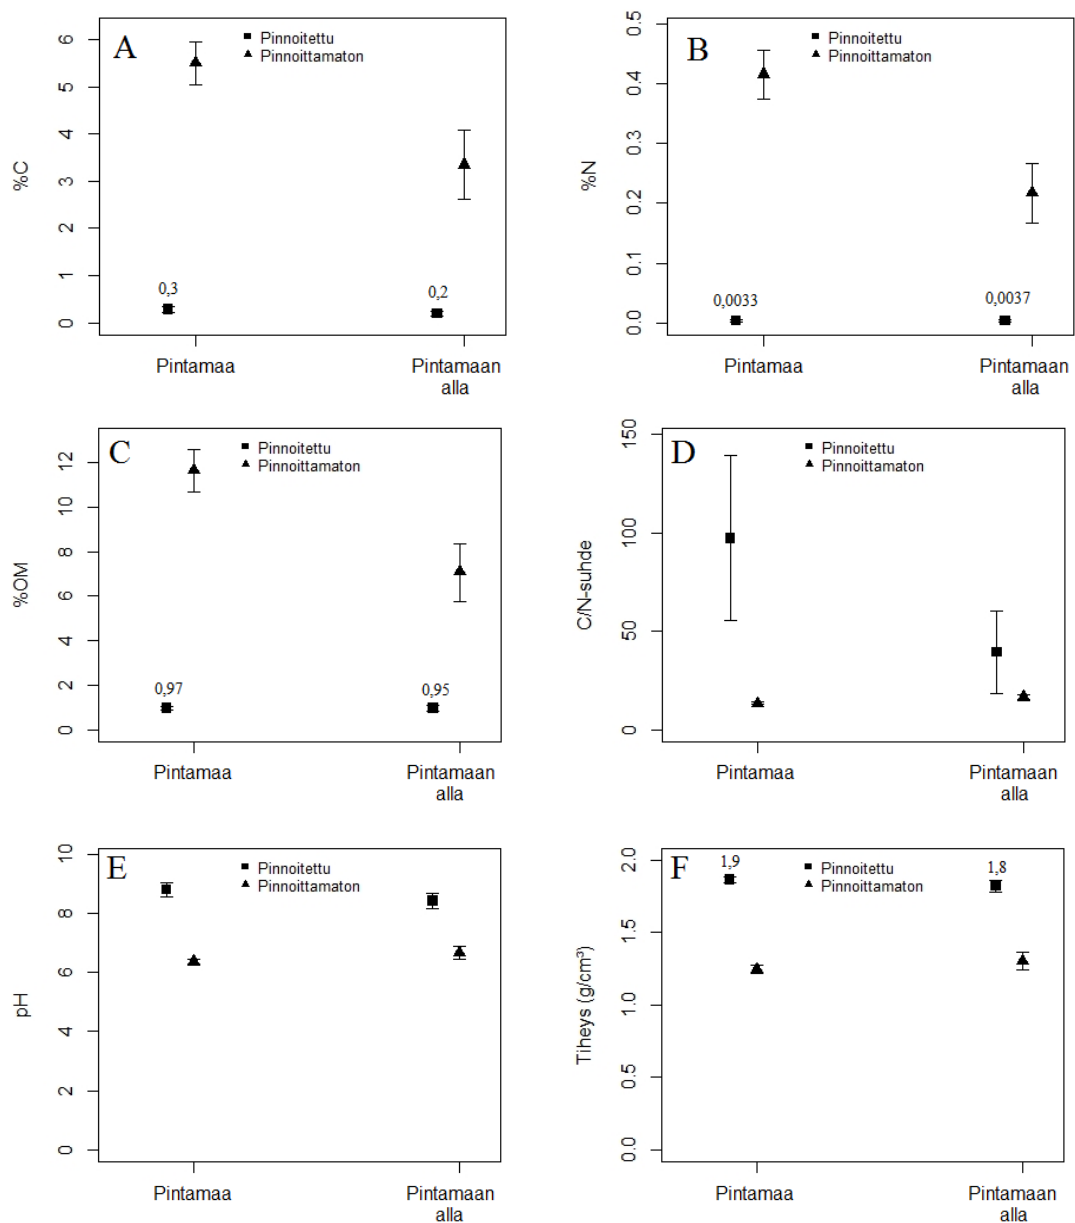 A
Pinnoitettu
Pinnoittamaton
%C
6
5
4
3
2
1
0
0,3
0,2
Pintamaa
Pintamaan
alla
B
Pinnoitettu
Pinnoittamaton
%N
0.5
0.4
0.3
0.2
0.1
0.0
0,0033
0,0037
Pintamaa
Pintamaan
alla
C
Pinnoitettu
Pinnoittamaton
%OM
12
10
8
6
4
2
0
0,97
0,95
Pintamaa
Pintamaan
alla
D
Pinnoitettu
Pinnoittamaton
C/N-suhde
150
100
50
0
Pintamaa
Pintamaan
alla
E
Pinnoitettu
Pinnoittamaton
pH
10
8
6
4
2
0
Pintamaa
Pintamaan
alla
F
Pinnoitettu
Pinnoittamaton
Tiheys (g/cm³)
2.0
1.5
1.0
0.5
0.0
1,9
1,8
Pintamaa
Pintamaan
alla